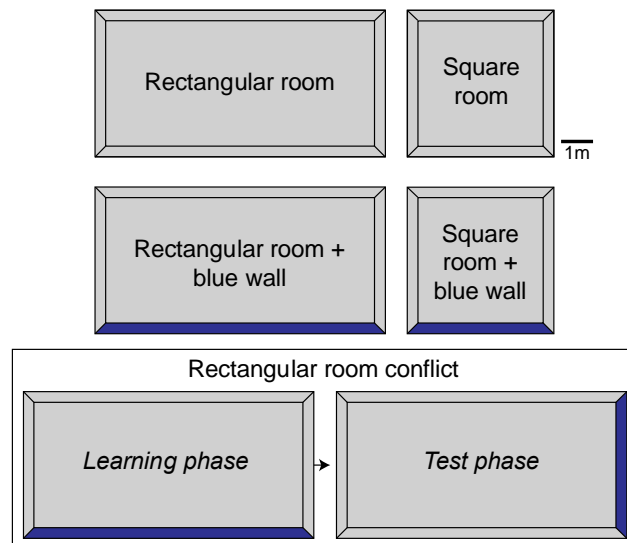 Rectangular room
Square
room
1m
Rectangular room +
blue wall
Square
room +
blue wall
Rectangular room conflict
Learning phase
Test phase